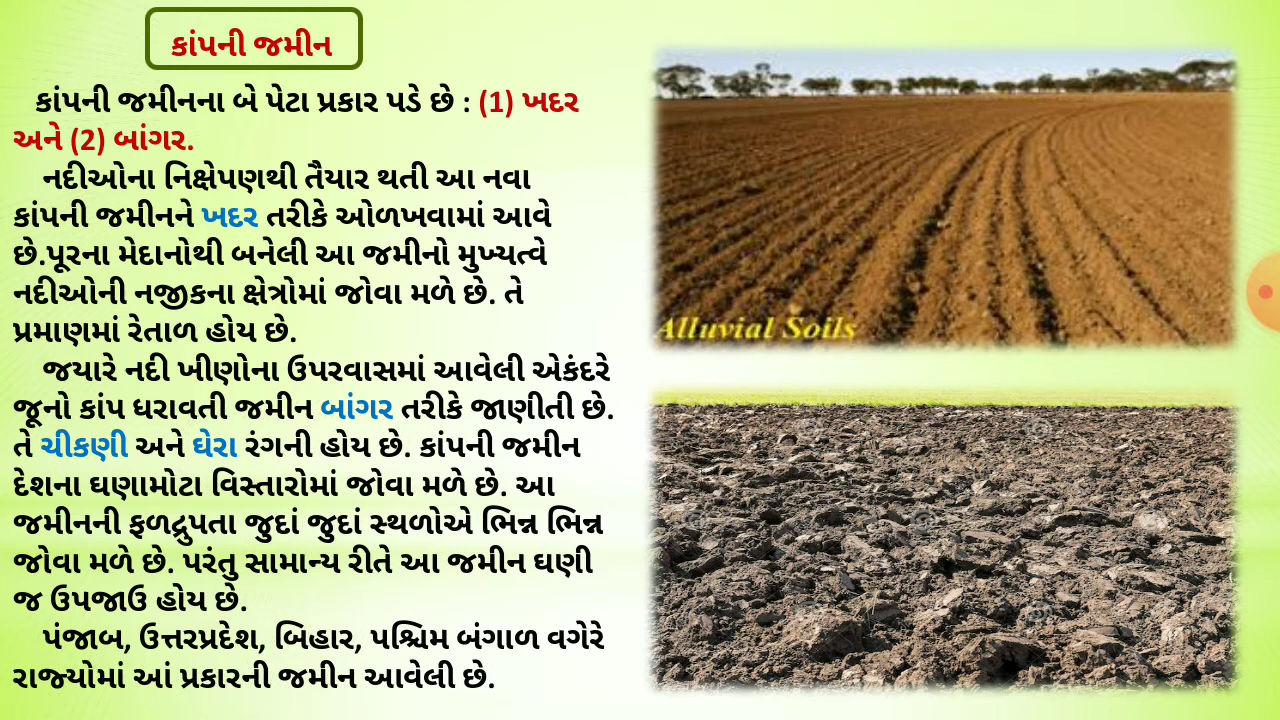 કાંપની જમીન
કાંપની જમીનના બે પેટા પ્રકાર પડે છે : (1) ખદર
અને (2) બાંગર.
નદીઓના નિક્ષેપણથી તૈયાર થતી આ નવા
કાંપની જમીનને ખદર તરીકે ઓળખવામાં આવે
છે.પૂરના મેદાનોથી બનેલી આ જમીનો મુખ્યત્વે
નદીઓની નજીકના ક્ષેત્રોમાં જોવા મળે છે. તે
પ્રમાણમાં રેતાળ હોય છે.
જયારે નદી ખીણોના ઉપરવાસમાં આવેલી એકંદરે
જૂનો કાંપ ધરાવતી જમીન બાંગર તરીકે જાણીતી છે.
તે ચીકણી અને ઘેરા રંગની હોય છે. કાંપની જમીન
દેશના ઘણામોટા વિસ્તારોમાં જોવા મળે છે. આ
જમીનની ફળદ્રુપતા જુદાં જુદાં સ્થળોએ ભિન્ન ભિન્ન
જોવા મળે છે. પરંતુ સામાન્ય રીતે આ જમીન ઘણી
જ ઉપજાઉ હોય છે.
પંજાબ, ઉત્તરપ્રદેશ, બિહાર, પશ્ચિમ બંગાળ વગેરે
રાજ્યોમાં આં પ્રકારની જમીન આવેલી છે.
Alluvial Soils